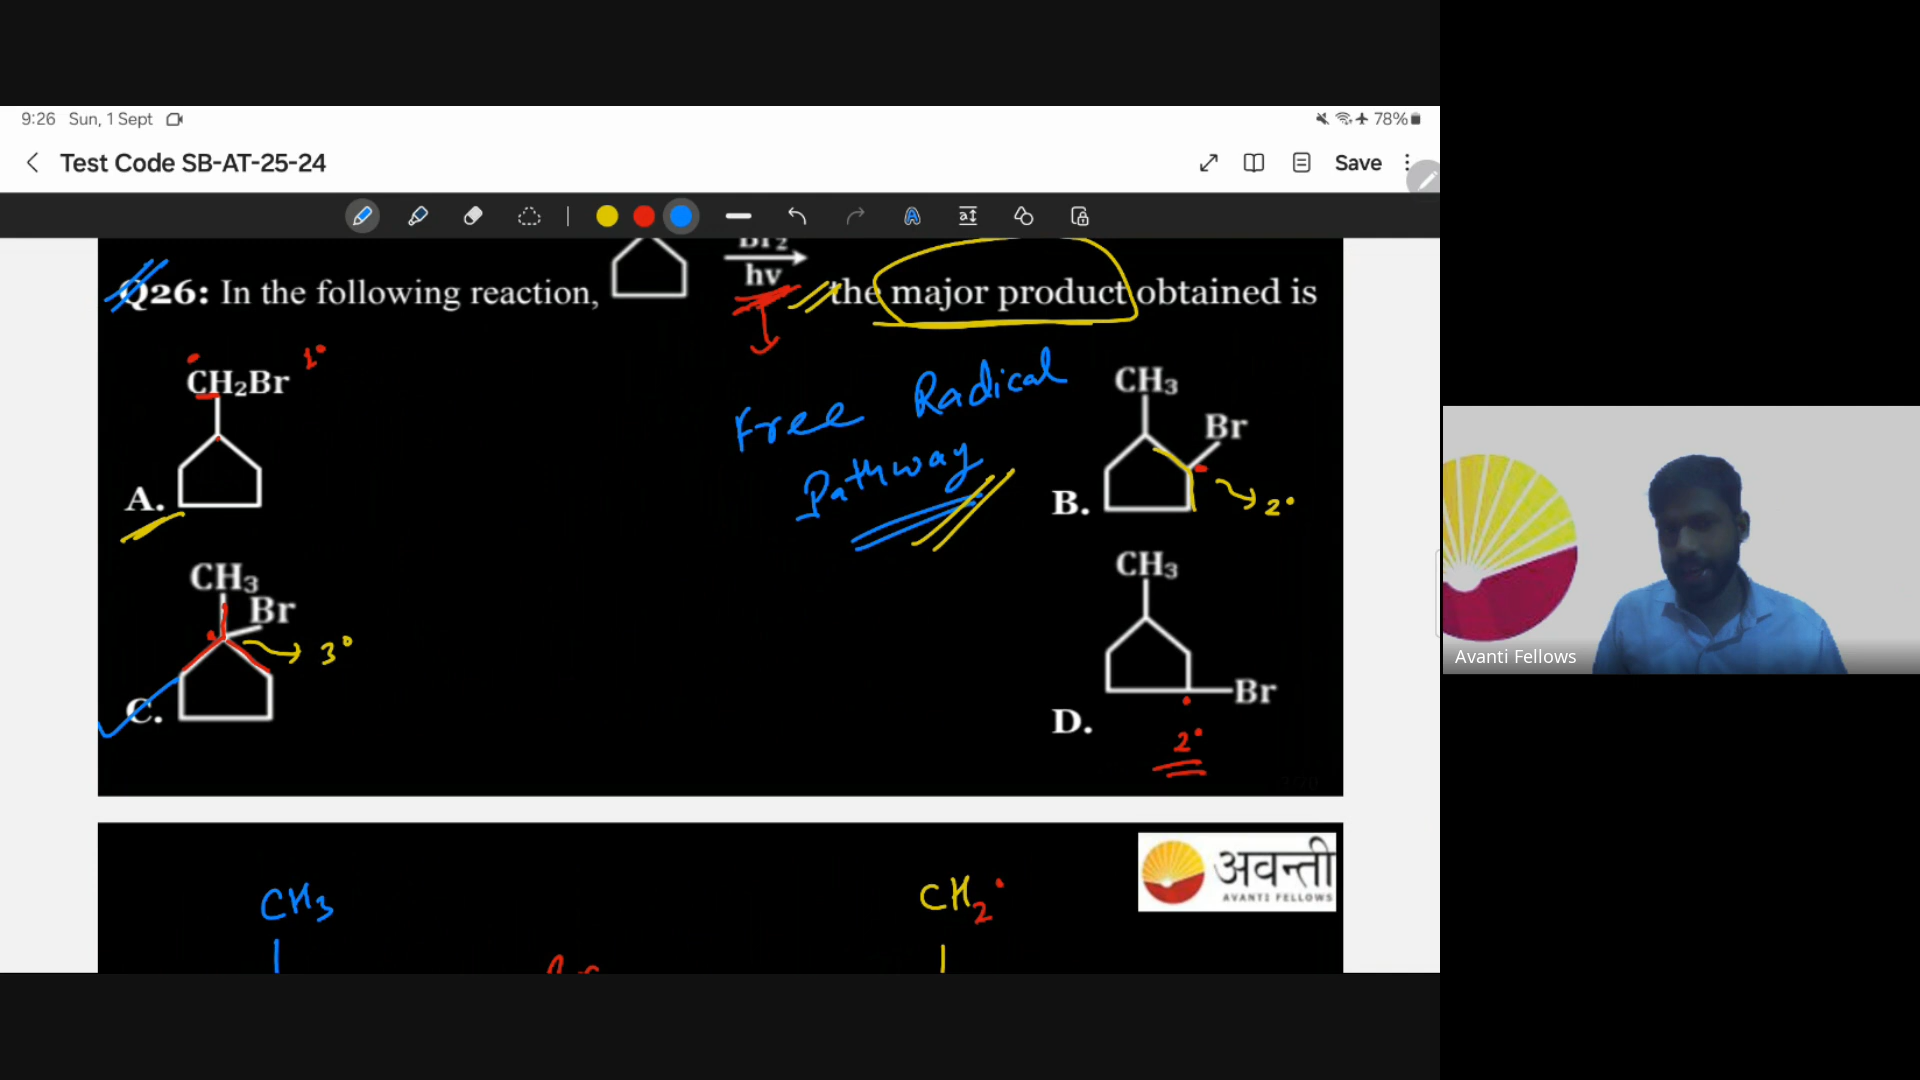 9:26 Sun, 1 Sept
78%
Test Code SB-AT-25-24
Save
Br2
hv
Q26: In the following reaction, the major product obtained is
CH2Br 1°
A.
Free Radical
Pathway
CH3
Br
B.
2°
CH3
Br
3°
C.
CH3
Br
D.
2°
Avanti Fellows
CH3
CH2
अवन्ती
AVANTI FELLOWS